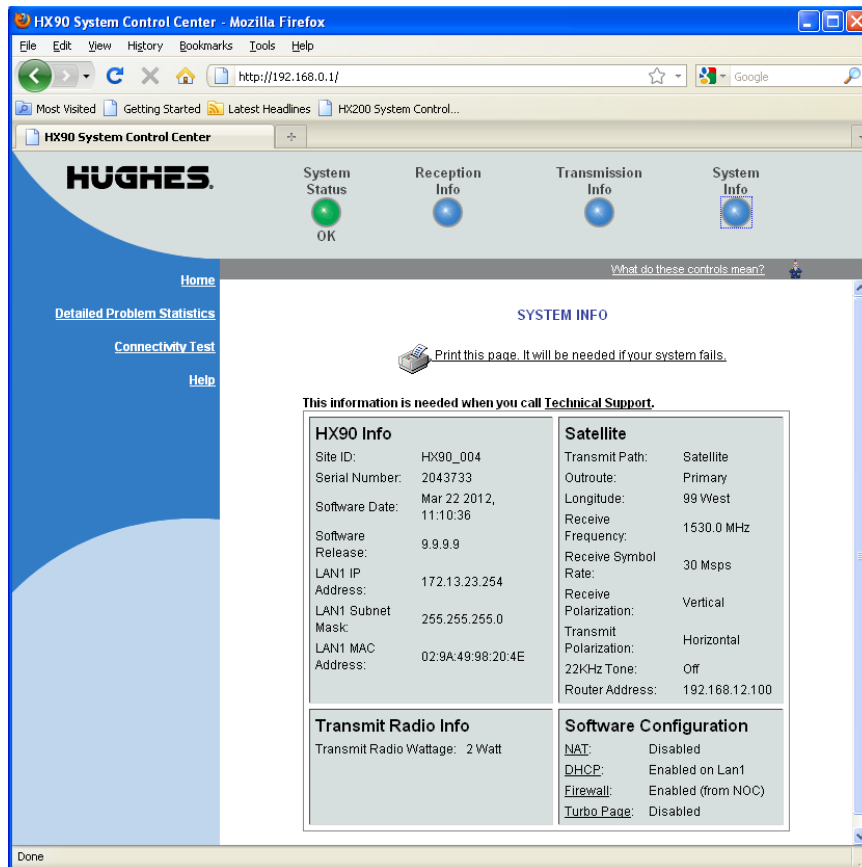 HX90 System Control Center - Mozilla Firefox
File Edit View History Bookmarks Tools Help
http://192.168.0.1/
Google
Most Visited Getting Started Latest Headlines HX200 System Control...
HX90 System Control Center
HUGHES.
System Status
OK
Reception Info
Transmission Info
System Info
What do these controls mean?
Home
Detailed Problem Statistics
Connectivity Test
Help
SYSTEM INFO
Print this page. It will be needed if your system fails.
This information is needed when you call Technical Support.
HX90 Info
Site ID: HX90_004
Serial Number: 2043733
Software Date: Mar 22 2012, 11:10:36
Software Release: 9.9.9.9
LAN1 IP Address: 172.13.23.254
LAN1 Subnet Mask: 255.255.255.0
LAN1 MAC Address: 02:9A:49:98:20:4E
Satellite
Transmit Path: Satellite
Outroute: Primary
Longitude: 99 West
Receive Frequency: 1530.0 MHz
Receive Symbol Rate: 30 Msps
Receive Polarization: Vertical
Transmit Polarization: Horizontal
22KHz Tone: Off
Router Address: 192.168.12.100
Transmit Radio Info
Transmit Radio Wattage: 2 Watt
Software Configuration
NAT: Disabled
DHCP: Enabled on Lan1
Firewall: Enabled (from NOC)
Turbo Page: Disabled
Done